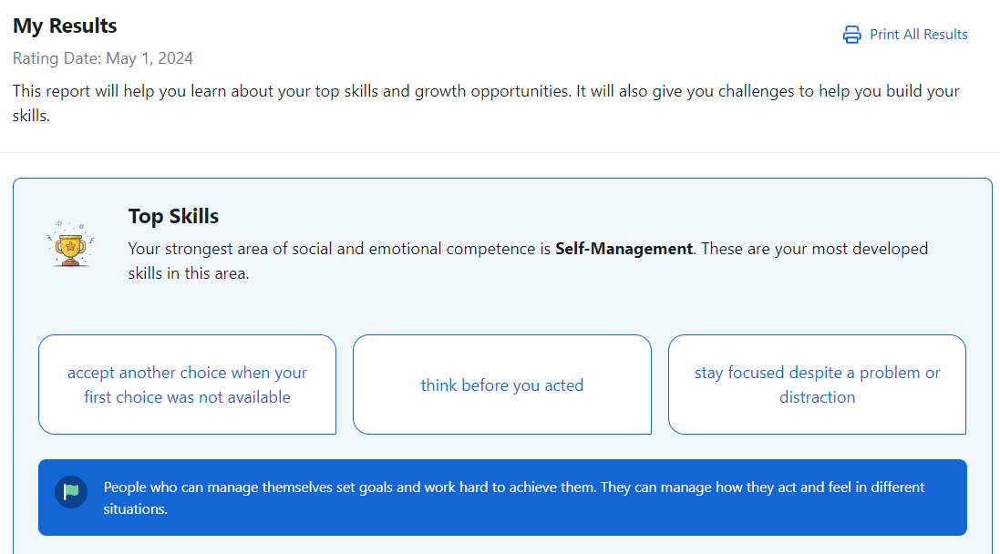 My Results
Print All Results
Rating Date: May 1, 2024
This report will help you learn about your top skills and growth opportunities. It will also give you challenges to help you build your
skills.
Top Skills
Your strongest area of social and emotional competence is Self-Management. These are your most developed
skills in this area.
accept another choice when your
first choice was not available
think before you acted
stay focused despite a problem or
distraction
People who can manage themselves set goals and work hard to achieve them. They can manage how they act and feel in different
situations.